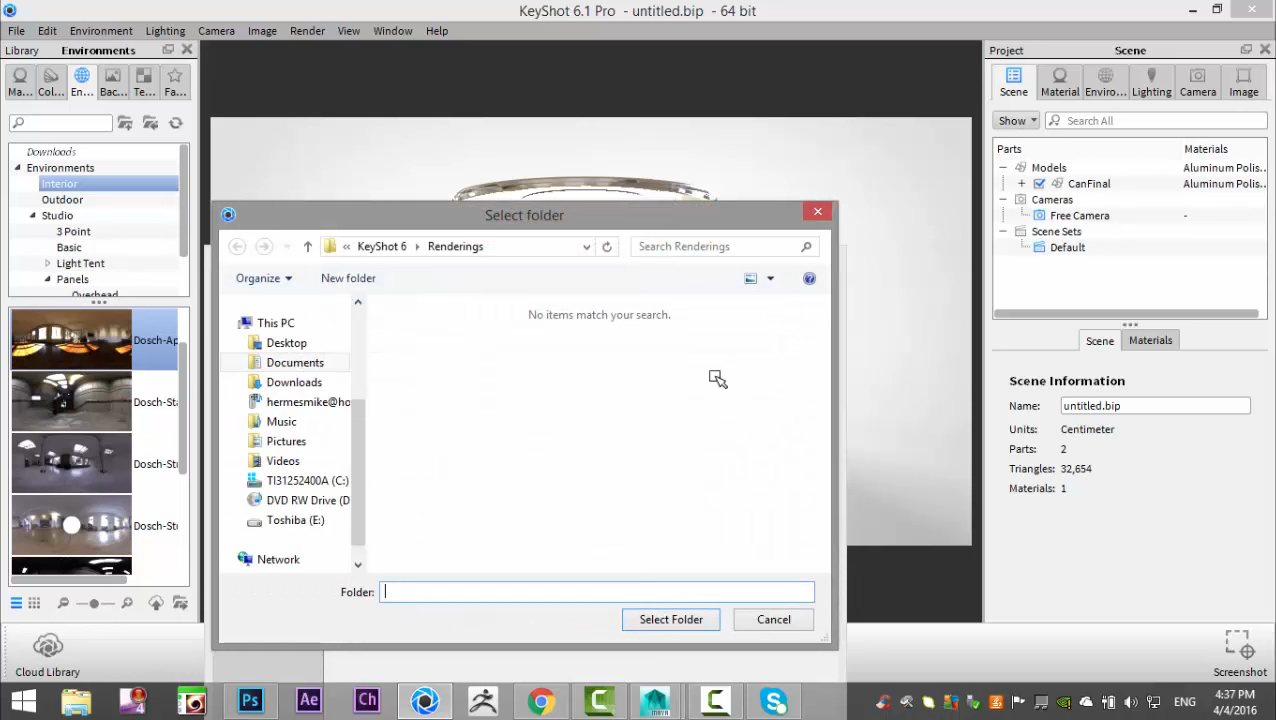 KeyShot 6.1 Pro - untitled.bip - 64 bit
File Edit Environment Lighting Camera Image Render View Window Help
Library Environments
Project Scene
Ma... Col... En... Bac... Te... Fa...
Scene Material Enviro... Lighting Camera Image
Show Search All
Downloads
Environments
Interior
Outdoor
Studio
3 Point
Basic
Light Tent
Panels
Overhead
Parts Materials
Models
CanFinal Aluminum Polis...
Aluminum Polis...
Cameras
Free Camera -
Scene Sets
Default
Select folder
« KeyShot 6 Renderings
Search Renderings
Organize New folder
No items match your search.
This PC
Desktop
Documents
Downloads
hermesmike@ho
Music
Pictures
Videos
TI31252400A (C:)
DVD RW Drive (D
Toshiba (E:)
Network
Folder:
Select Folder Cancel
Dosch-Ap
Dosch-Sta
Dosch-Stu
Dosch-Stu
Scene Materials
Scene Information
Name: untitled.bip
Units: Centimeter
Parts: 2
Triangles: 32,654
Materials: 1
Cloud Library
Screenshot
Ps Ae Ch
MAYA
ENG
4:37 PM
4/4/2016